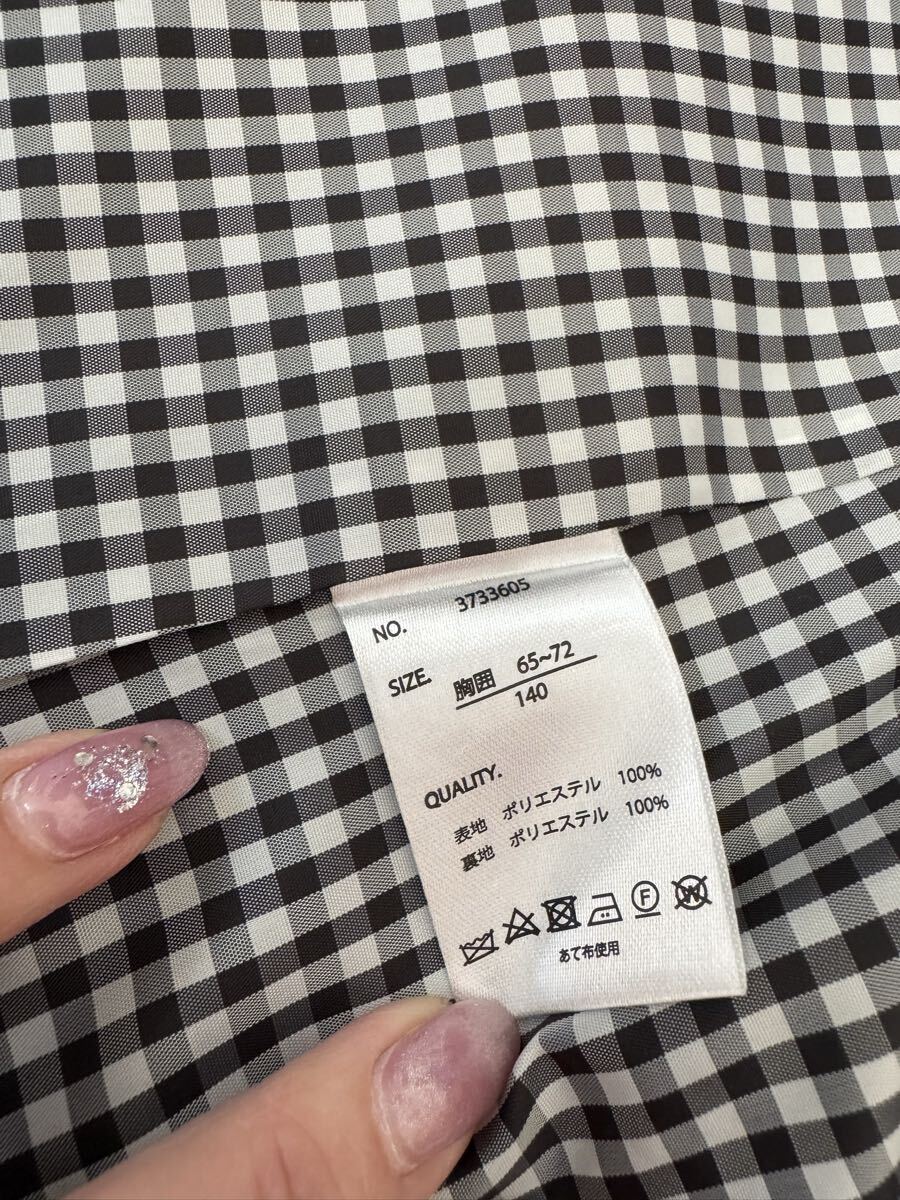 NO. 3733605
SIZE. 胸囲 65~72
140
QUALITY.
表地 ポリエステル 100%
裏地 ポリエステル 100%
F W
あて布使用